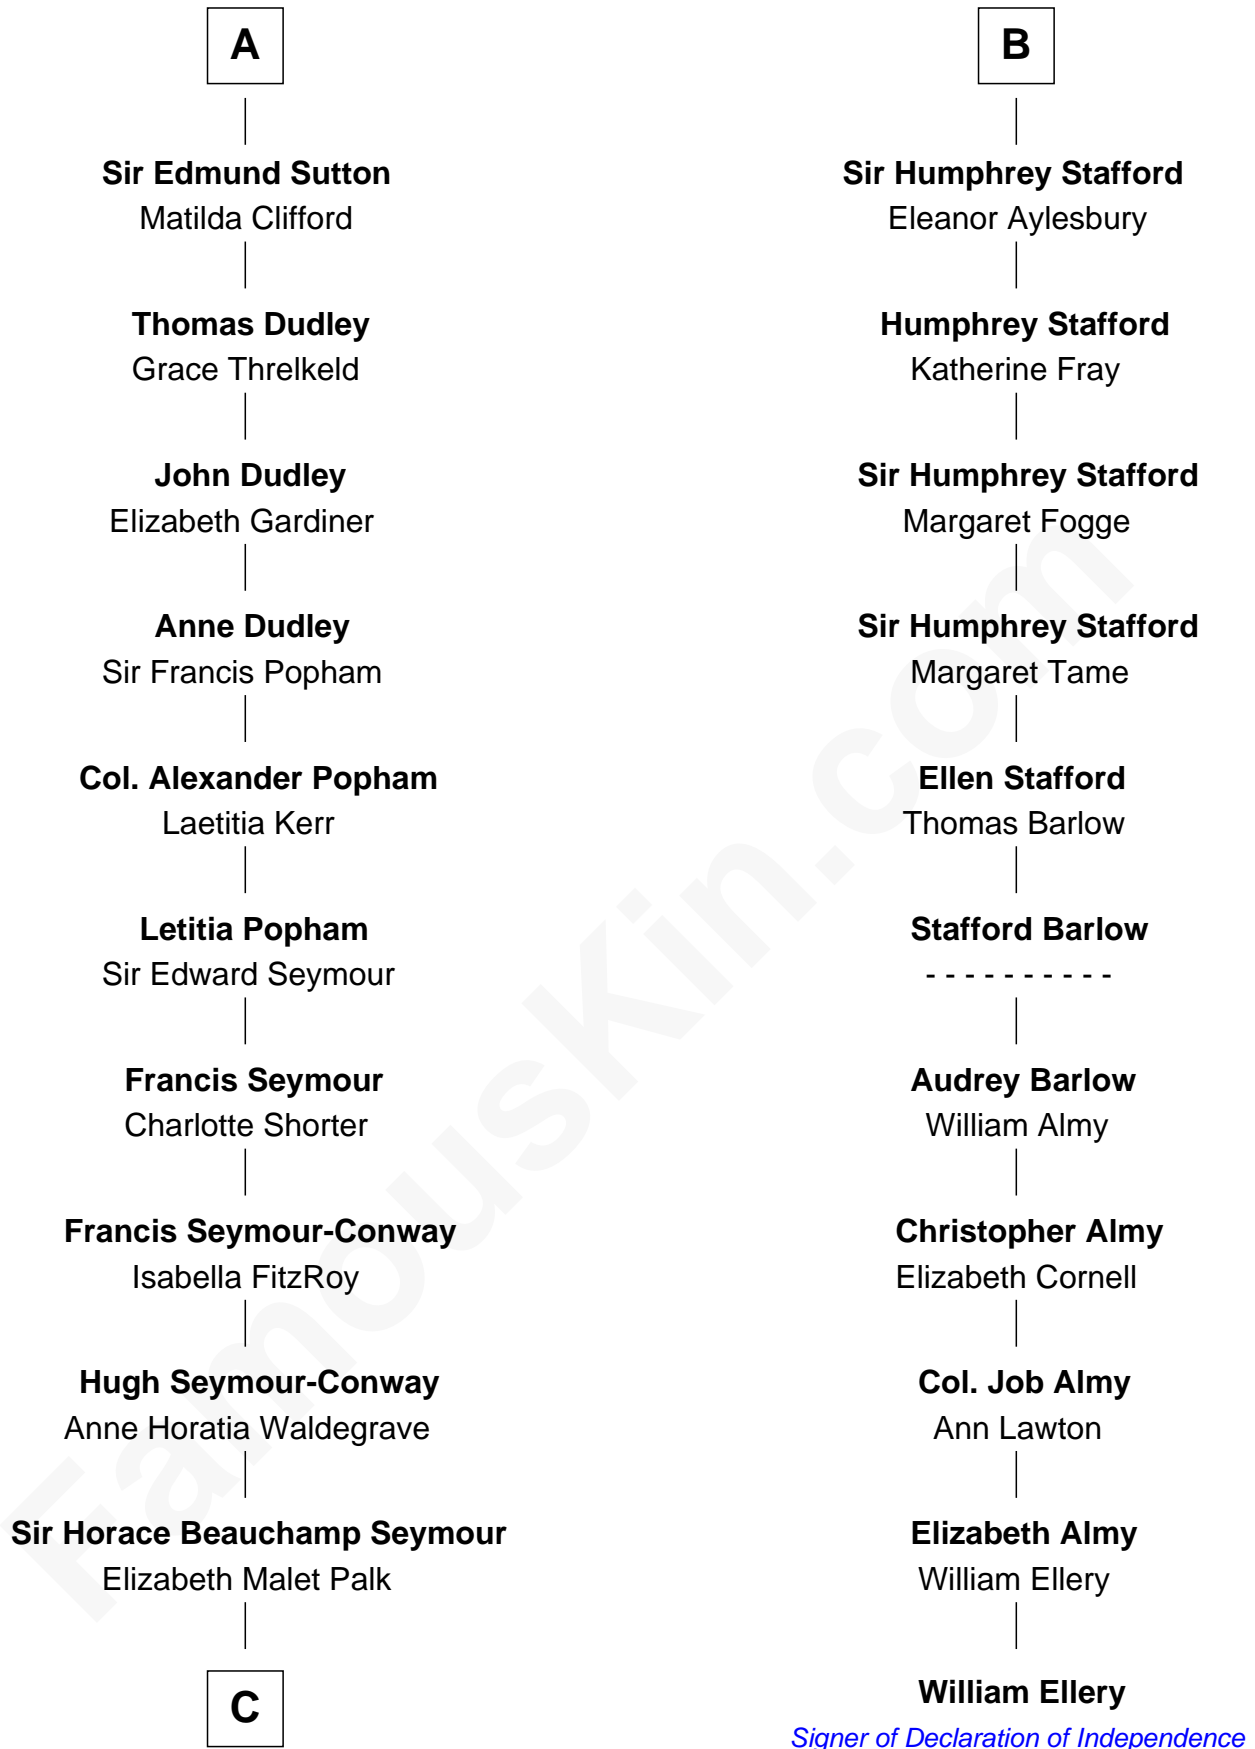 A
Sir Edmund Sutton
Matilda Clifford
Thomas Dudley
Grace Threlkeld
John Dudley
Elizabeth Gardiner
Anne Dudley
Sir Francis Popham
Col. Alexander Popham
Laetitia Kerr
Letitia Popham
Sir Edward Seymour
Francis Seymour
Charlotte Shorter
Francis Seymour-Conway
Isabella FitzRoy
Hugh Seymour-Conway
Anne Horatia Waldegrave
Sir Horace Beauchamp Seymour
Elizabeth Malet Palk
C
B
Sir Humphrey Stafford
Eleanor Aylesbury
Humphrey Stafford
Katherine Fray
Sir Humphrey Stafford
Margaret Fogge
Sir Humphrey Stafford
Margaret Tame
Ellen Stafford
Thomas Barlow
Stafford Barlow
- - - - - - - - - -
Audrey Barlow
William Almy
Christopher Almy
Elizabeth Cornell
Col. Job Almy
Ann Lawton
Elizabeth Almy
William Ellery
William Ellery
Signer of Declaration of Independence
FamousKin.com